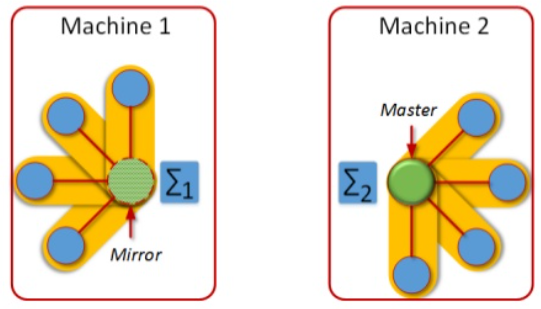 Machine 1
Machine 2
Master
Σ1
Σ2
Mirror